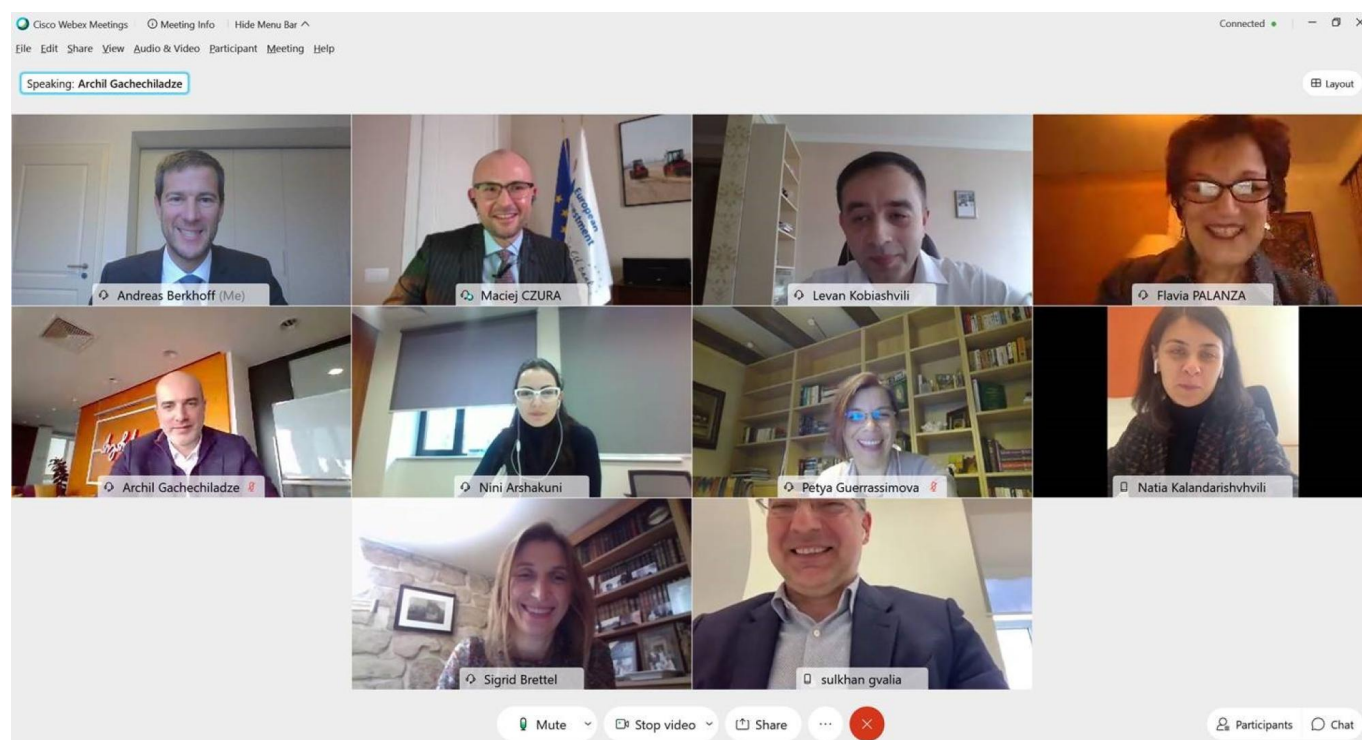 Cisco Webex Meetings Meeting Info Hide Menu Bar
Connected
File Edit Share View Audio & Video Participant Meeting Help
Speaking: Archil Gachechiladze
Layout
European
Andreas Berkhoff (Me)
Maciej CZURA
Levan Kobiashvili
Flavia PALANZA
Archil Gachechiladze
Nini Arshakuni
Petya Guerrassimova
Natia Kalandarishvhvili
Sigrid Brettel
sulkhan gvalia
Mute
Stop video
Share
Participants
Chat